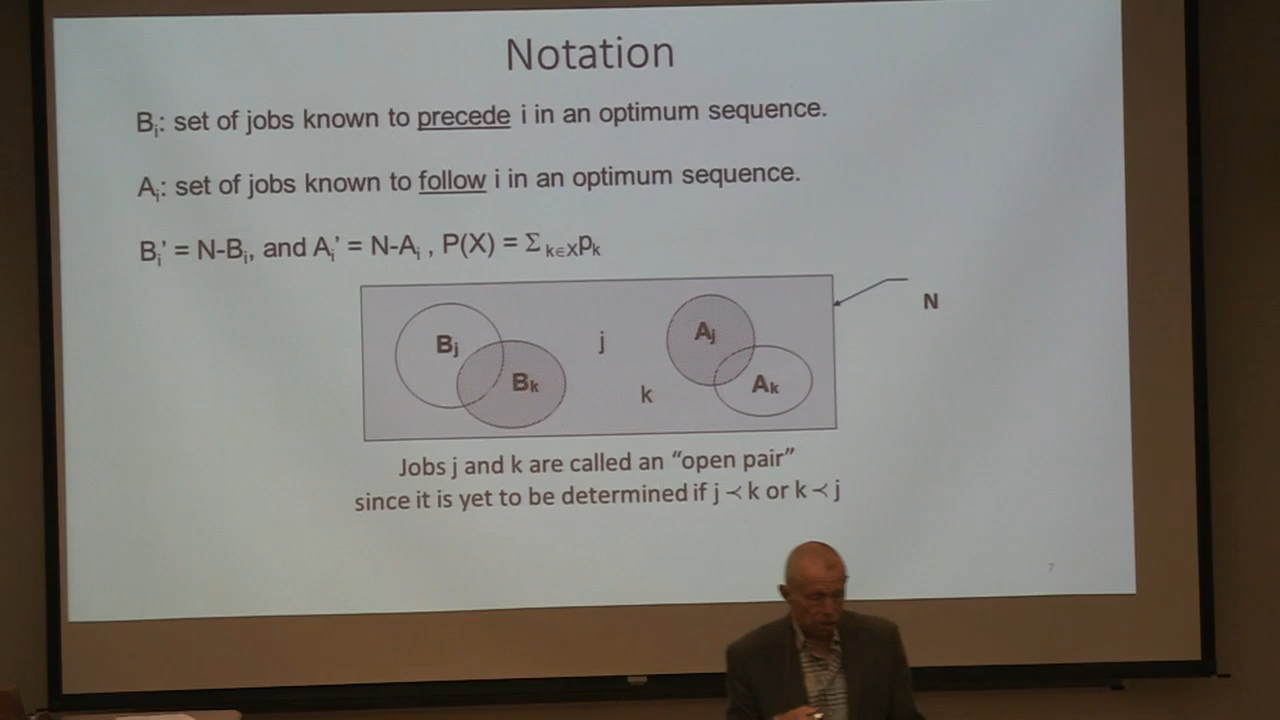 Notation
Bᵢ: set of jobs known to precede i in an optimum sequence.
Aᵢ: set of jobs known to follow i in an optimum sequence.
Bᵢ' = N-Bᵢ, and Aᵢ' = N-Aᵢ , P(X) = Σ k∈X pₖ
N
Bj
j
Aj
Bk
k
Ak
Jobs j and k are called an “open pair”
since it is yet to be determined if j ≺ k or k ≺ j
7